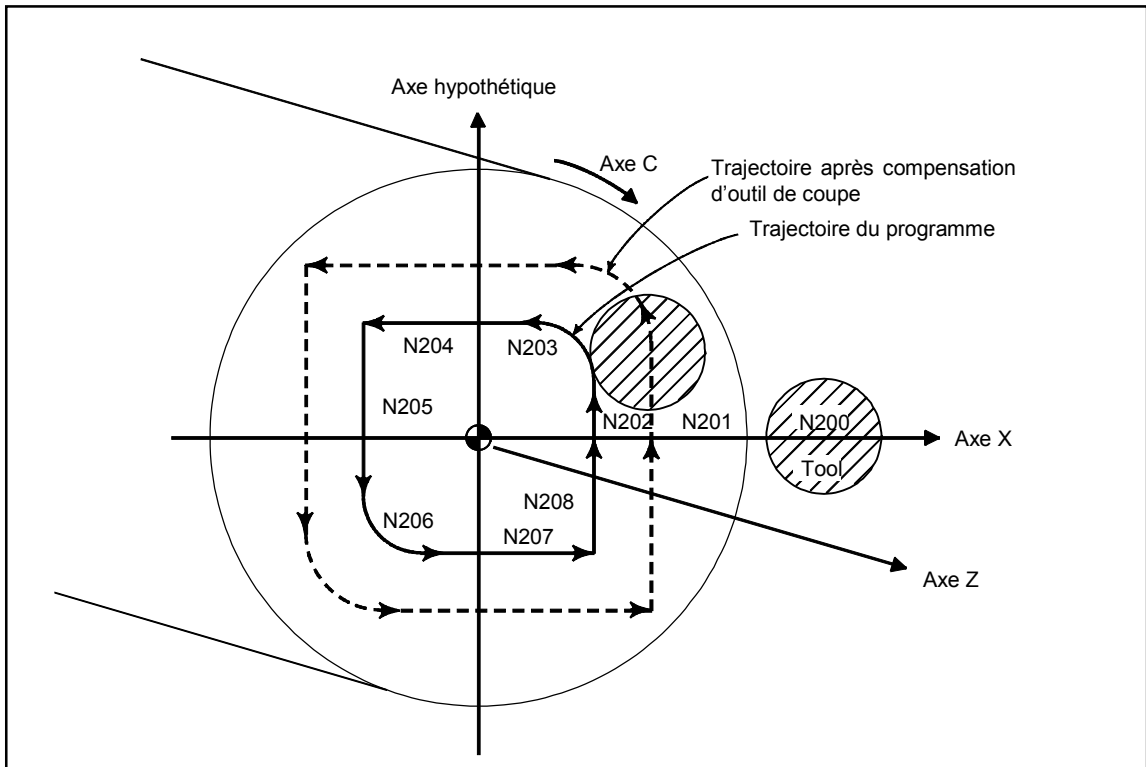 Axe hypothétique
Axe C
Trajectoire après compensation
d'outil de coupe
Trajectoire du programme
N204
N203
N205
N202
N201
N200
Axe X
Tool
N208
N206
N207
Axe Z